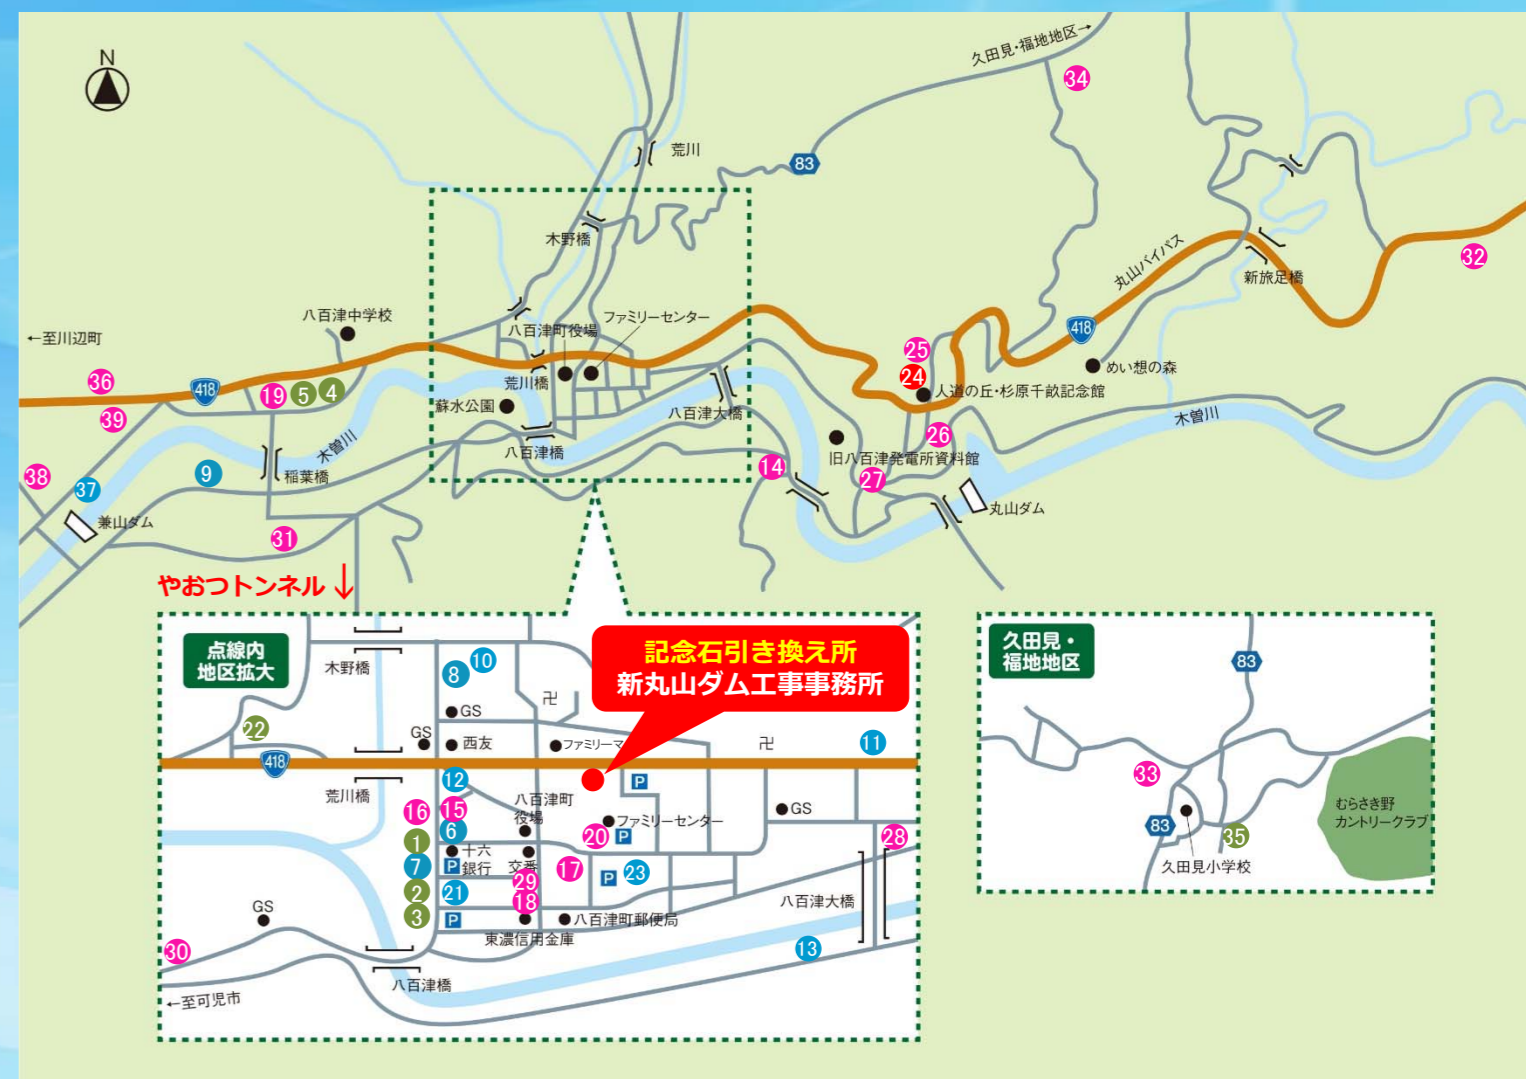 N
久田見・福地地区→
34
荒川
83
木野橋
丸山バイパス
新旅足橋
32
八百津中学校
八百津町役場
ファミリーセンター
←至川辺町
418
25
めい想の森
36
418
19
5
4
荒川橋
24
人道の丘・杉原千畝記念館
39
蘇水公園
八百津大橋
木曽川
26
木曽川
八百津橋
旧八百津発電所資料館
38
37
9
稲葉橋
14
27
兼山ダム
丸山ダム
31
やおつトンネル↓
点線内
地区拡大
木野橋
8
10
記念石引き換え所
新丸山ダム工事事務所
卍
GS
22
GS
西友
ファミリーマ
卍
11
418
荒川橋
12
八百津町
役場
P
16
15
GS
6
20
ファミリーセンター
P
28
1
十六
銀行
交番
7
P
17
29
P
23
2
21
18
八百津大橋
3
P
GS
東濃信用金庫
八百津町郵便局
30
13
八百津橋
←至可児市
久田見・
福地地区
83
33
むらさき野
カントリークラブ
83
35
久田見小学校